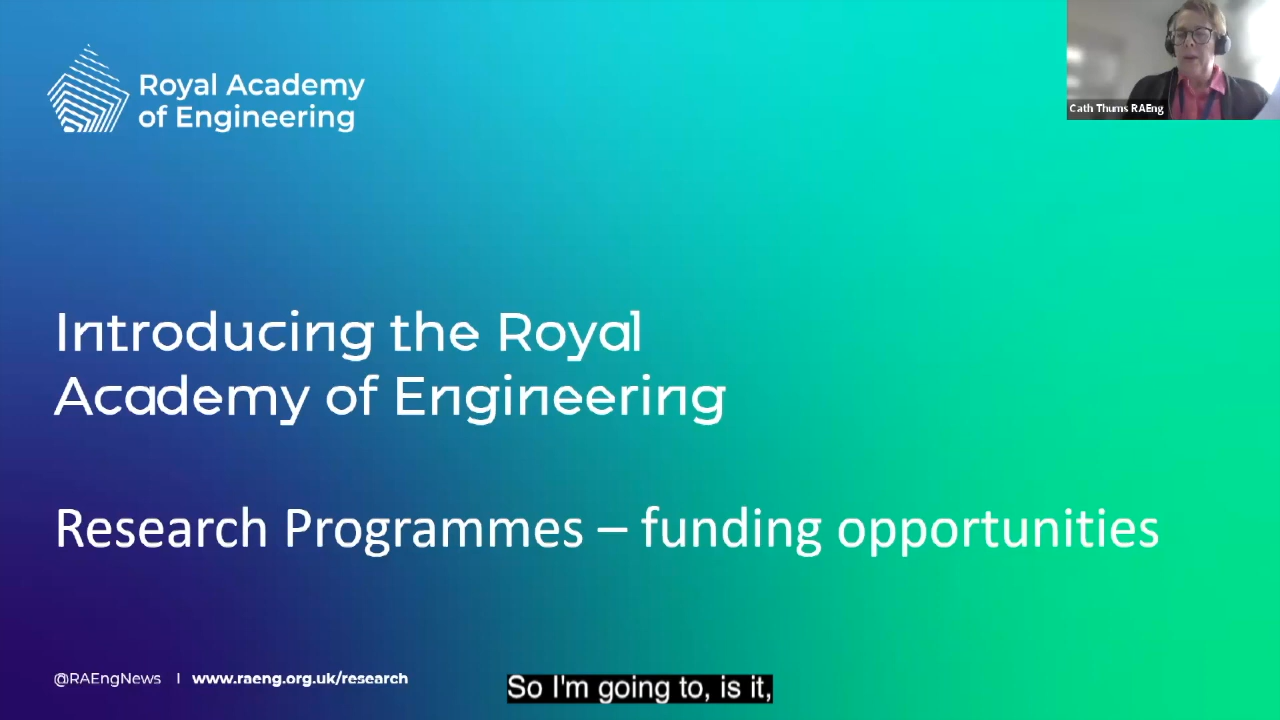 Royal Academy
of Engineering
Cath Thums RAEng
Introducing the Royal
Academy of Engineering
Research Programmes – funding opportunities
@RAEngNews | www.raeng.org.uk/research
So I'm going to, is it,